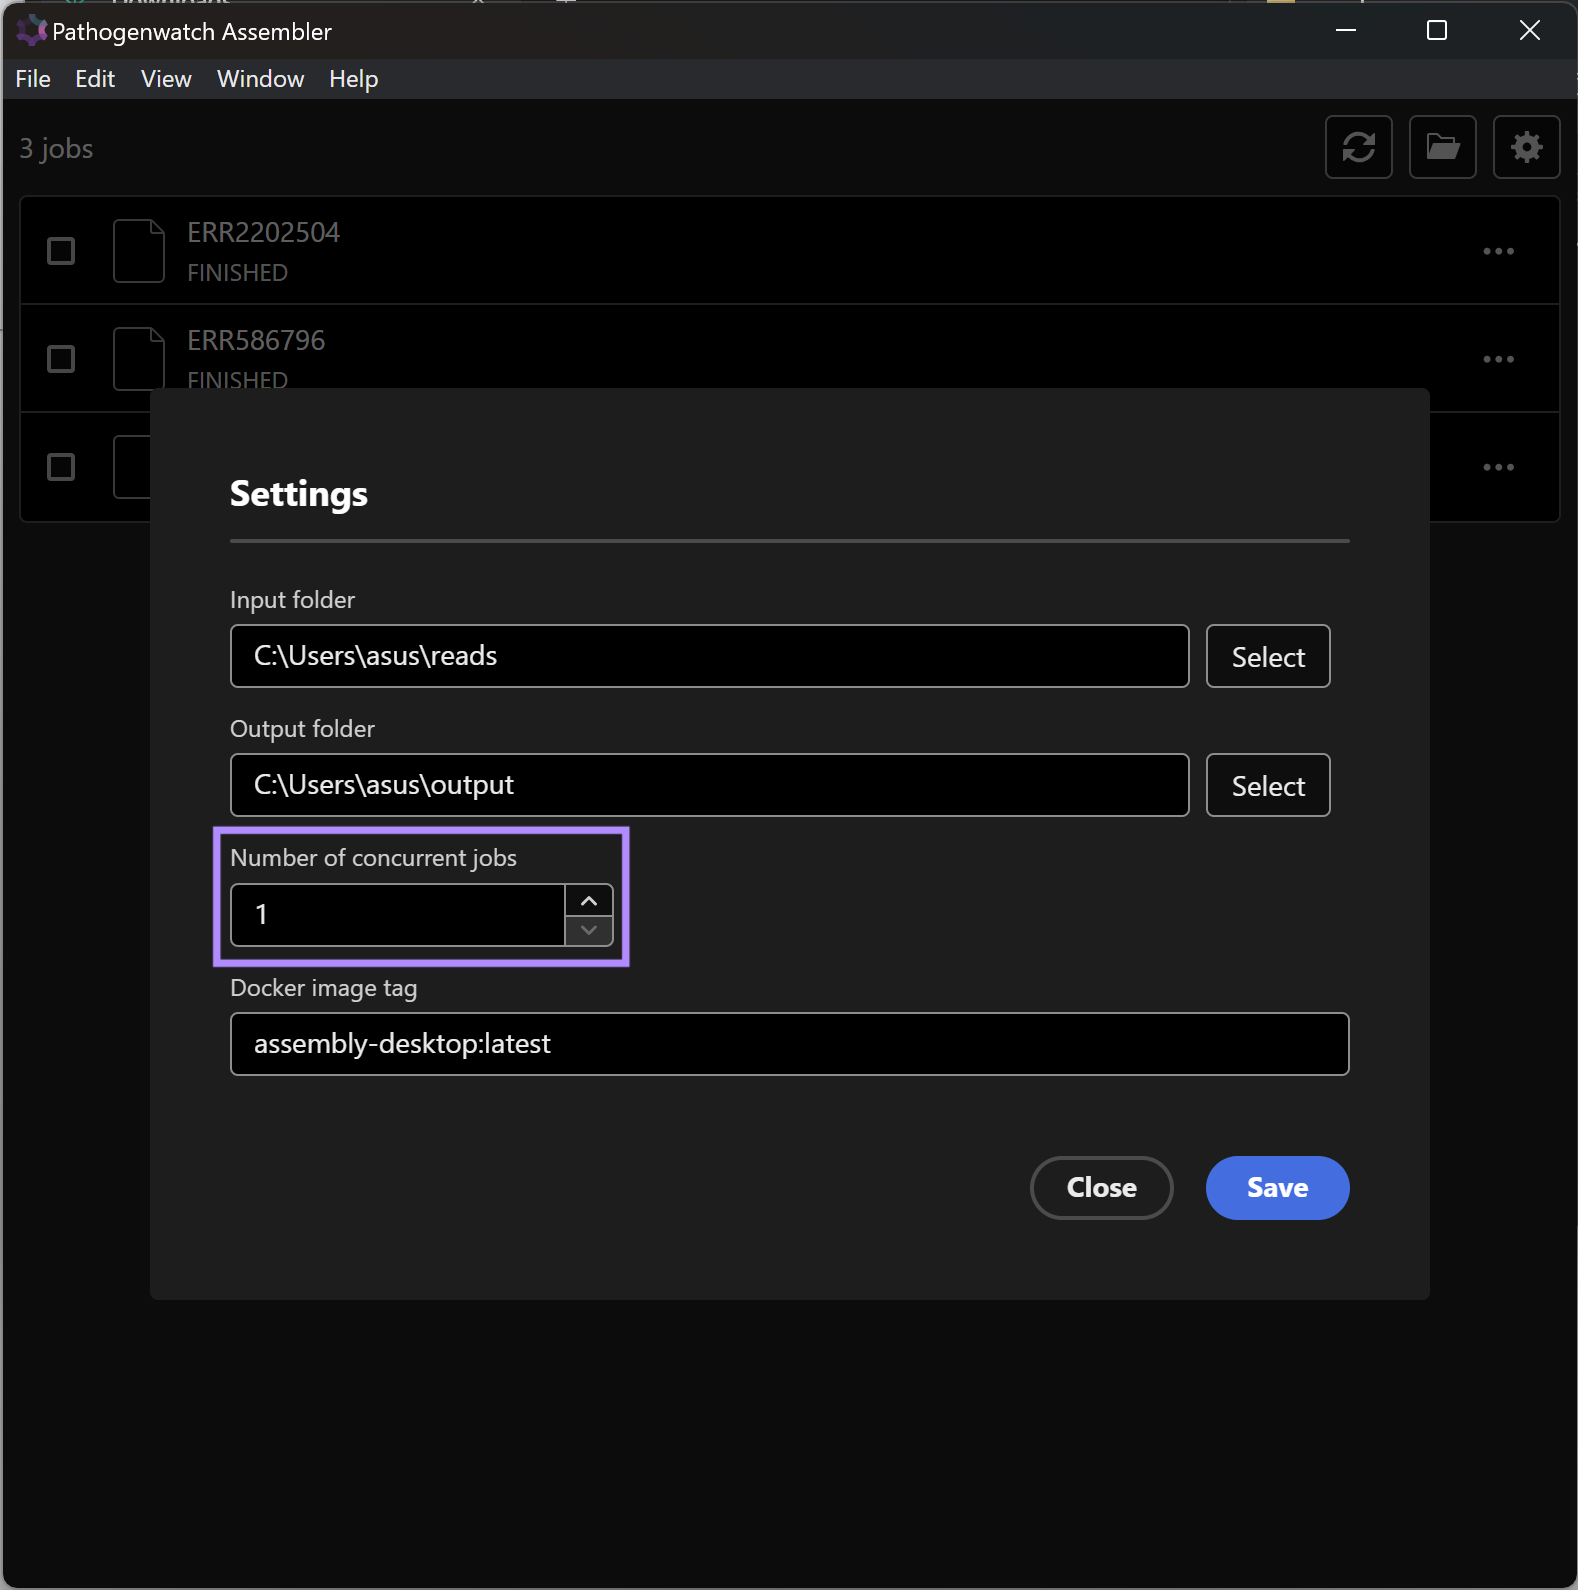 Pathogenwatch Assembler
File Edit View Window Help
3 jobs
ERR2202504
FINISHED
ERR586796
FINISHED
Settings
Input folder
C:\Users\asus\reads
Select
Output folder
C:\Users\asus\output
Select
Number of concurrent jobs
1
Docker image tag
assembly-desktop:latest
Close
Save